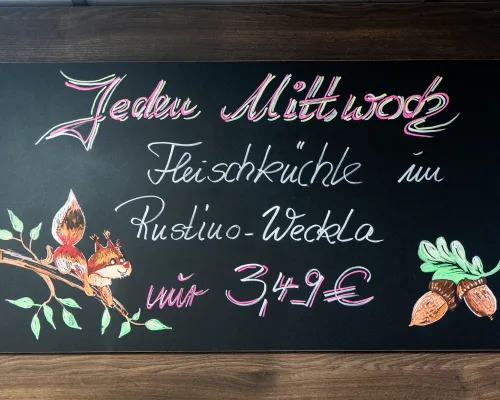 Jeden Mittwoch
Fleischküchle im
Rustino-Weckla
nur 3,49€